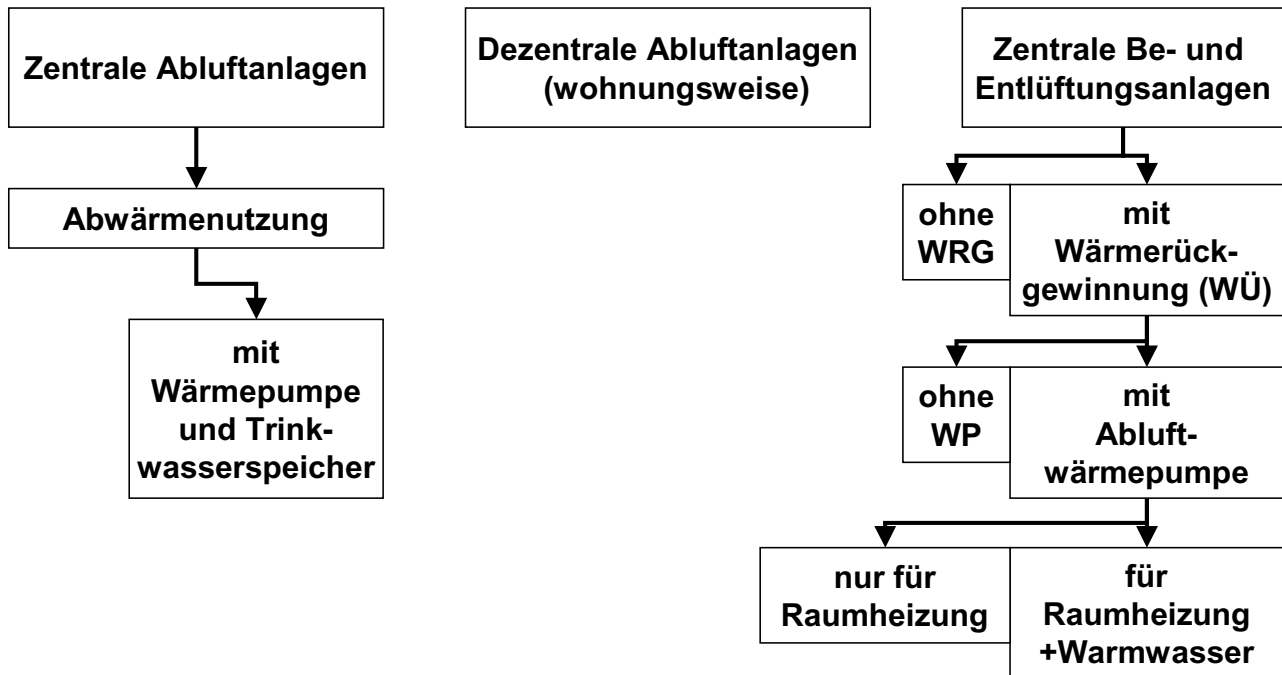 Zentrale Abluftanlagen
Abwärmenutzung
mit
Wärmepumpe
und Trink-
wasserspeicher
Dezentrale Abluftanlagen
(wohnungsweise)
Zentrale Be- und
Entlüftungsanlagen
ohne
WRG
mit
Wärmerück-
gewinnung (WÜ)
ohne
WP
mit
Abluft-
wärmepumpe
nur für
Raumheizung
für
Raumheizung
+Warmwasser